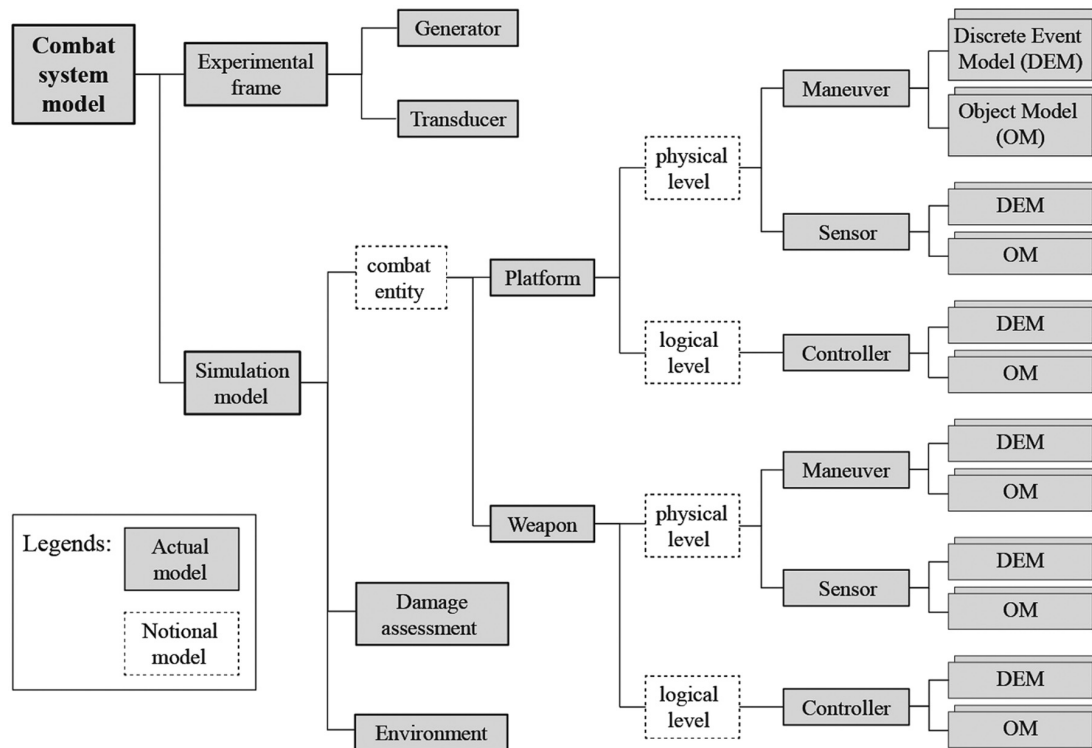 Combat
system
model
Experimental
frame
Generator
Transducer
Simulation
model
combat
entity
Damage
assessment
Environment
Platform
Weapon
physical
level
logical
level
physical
level
logical
level
Maneuver
Discrete Event
Model (DEM)
Object Model
(OM)
Sensor
DEM
OM
Controller
DEM
OM
Maneuver
DEM
OM
Sensor
DEM
OM
Controller
DEM
OM
Legends:
Actual
model
Notional
model